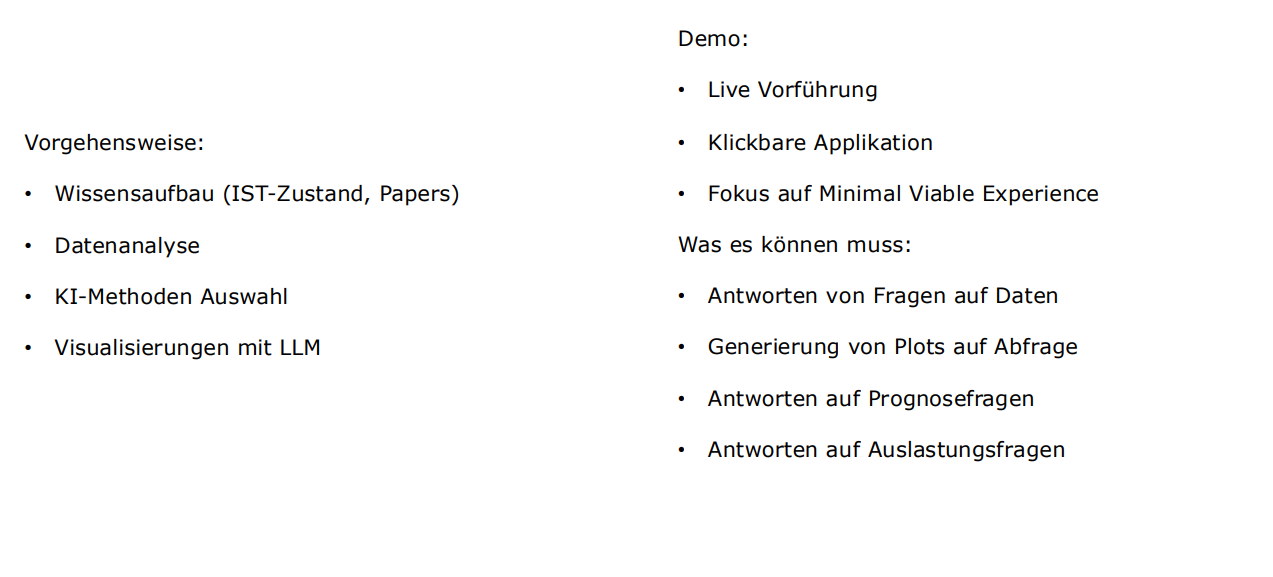 Vorgehensweise:
• Wissensaufbau (IST-Zustand, Papers)
• Datenanalyse
• KI-Methoden Auswahl
• Visualisierungen mit LLM
Demo:
• Live Vorführung
• Klickbare Applikation
• Fokus auf Minimal Viable Experience
Was es können muss:
• Antworten von Fragen auf Daten
• Generierung von Plots auf Abfrage
• Antworten auf Prognosefragen
• Antworten auf Auslastungsfragen